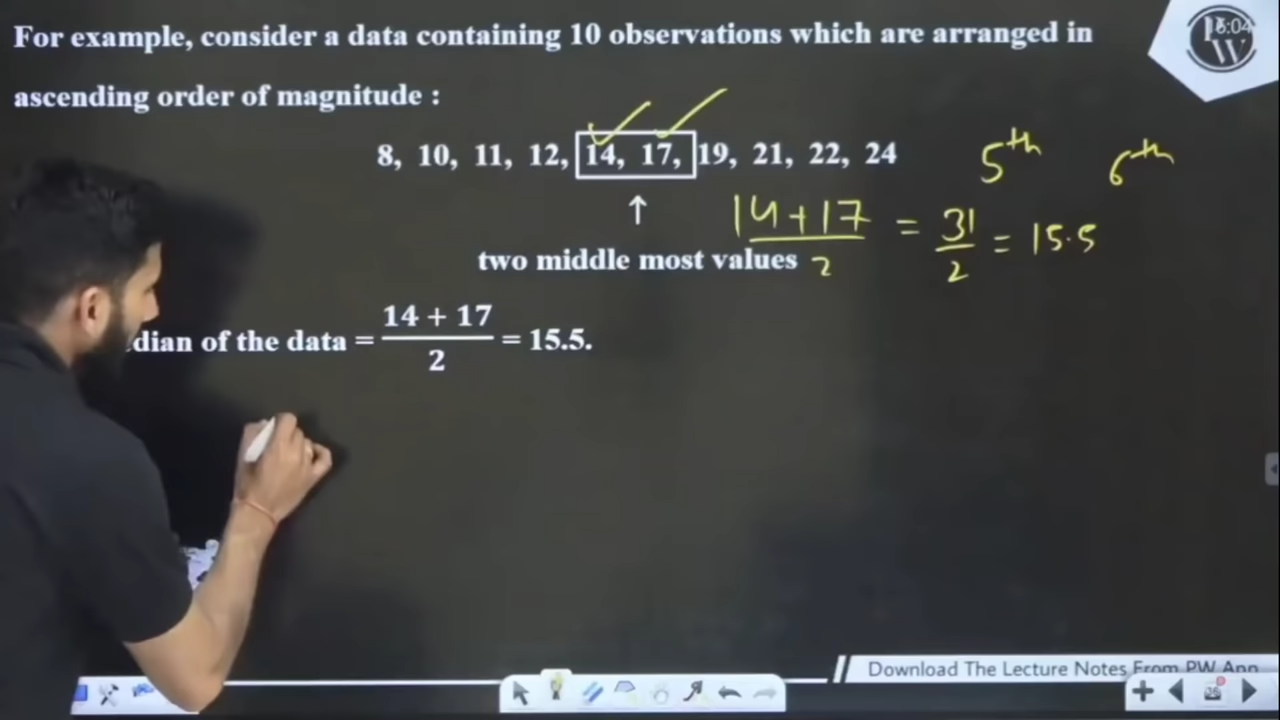 For example, consider a data containing 10 observations which are arranged in
ascending order of magnitude :
8, 10, 11, 12, 14, 17, 19, 21, 22, 24
5th 6th
↑
14+17/2 = 31/2 = 15.5
two middle most values
dian of the data = 14 + 17/2 = 15.5.
Download The Lecture Notes From PW App